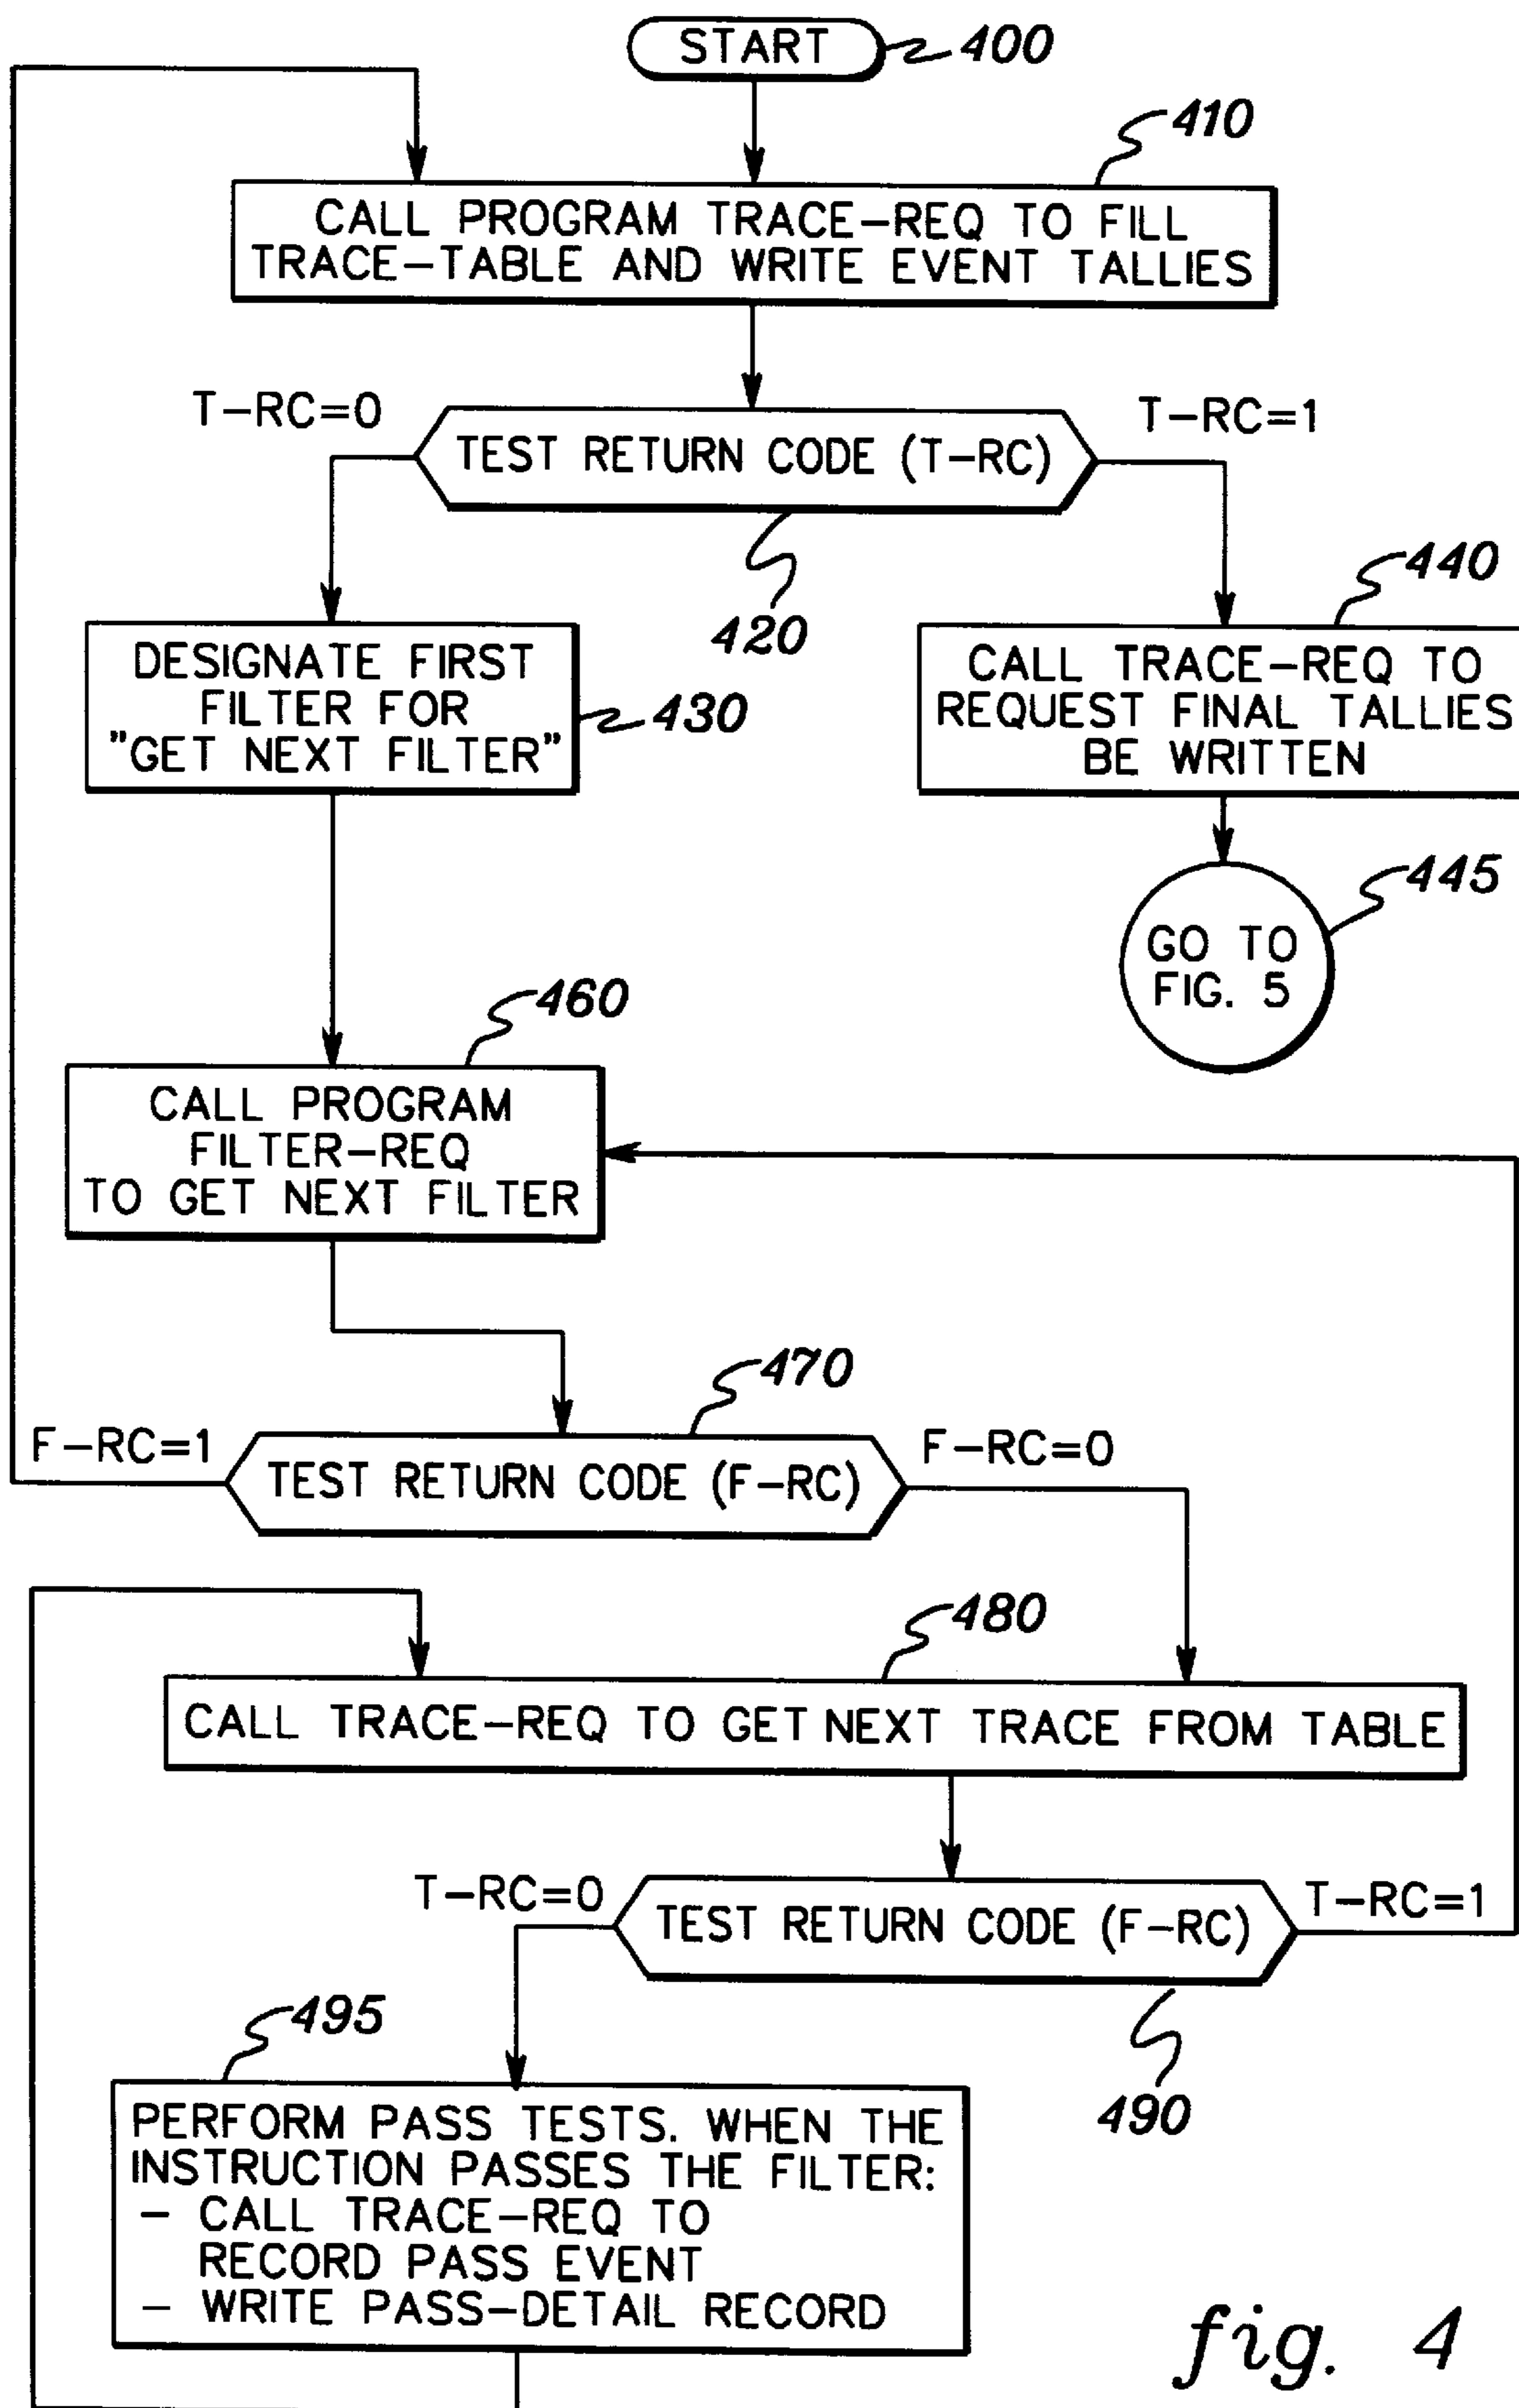 START
400
410
CALL PROGRAM TRACE-REQ TO FILL
TRACE-TABLE AND WRITE EVENT TALLIES
T-RC=0
T-RC=1
TEST RETURN CODE (T-RC)
420
440
DESIGNATE FIRST
FILTER FOR
"GET NEXT FILTER"
430
CALL TRACE-REQ TO
REQUEST FINAL TALLIES
BE WRITTEN
445
GO TO
FIG. 5
460
CALL PROGRAM
FILTER-REQ
TO GET NEXT FILTER
470
F-RC=1
F-RC=0
TEST RETURN CODE (F-RC)
480
CALL TRACE-REQ TO GET NEXT TRACE FROM TABLE
T-RC=0
T-RC=1
TEST RETURN CODE (F-RC)
490
495
PERFORM PASS TESTS. WHEN THE
INSTRUCTION PASSES THE FILTER:
- CALL TRACE-REQ TO
RECORD PASS EVENT
- WRITE PASS-DETAIL RECORD
fig. 4